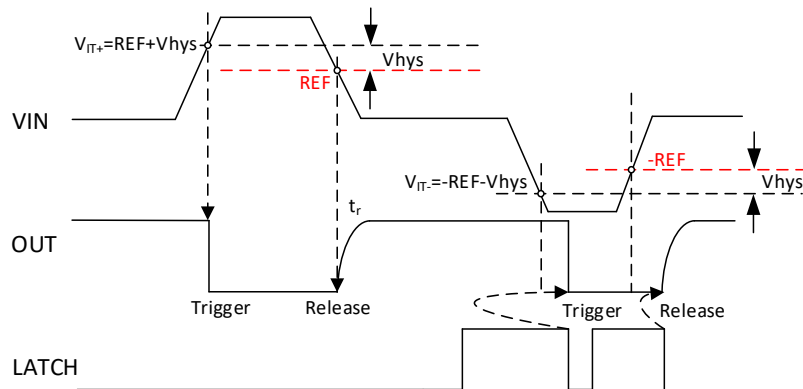 V_IT+=REF+Vhys
Vhys
REF
VIN
-REF
V_IT-=-REF-Vhys
Vhys
t_r
OUT
Trigger
Release
Trigger
Release
LATCH